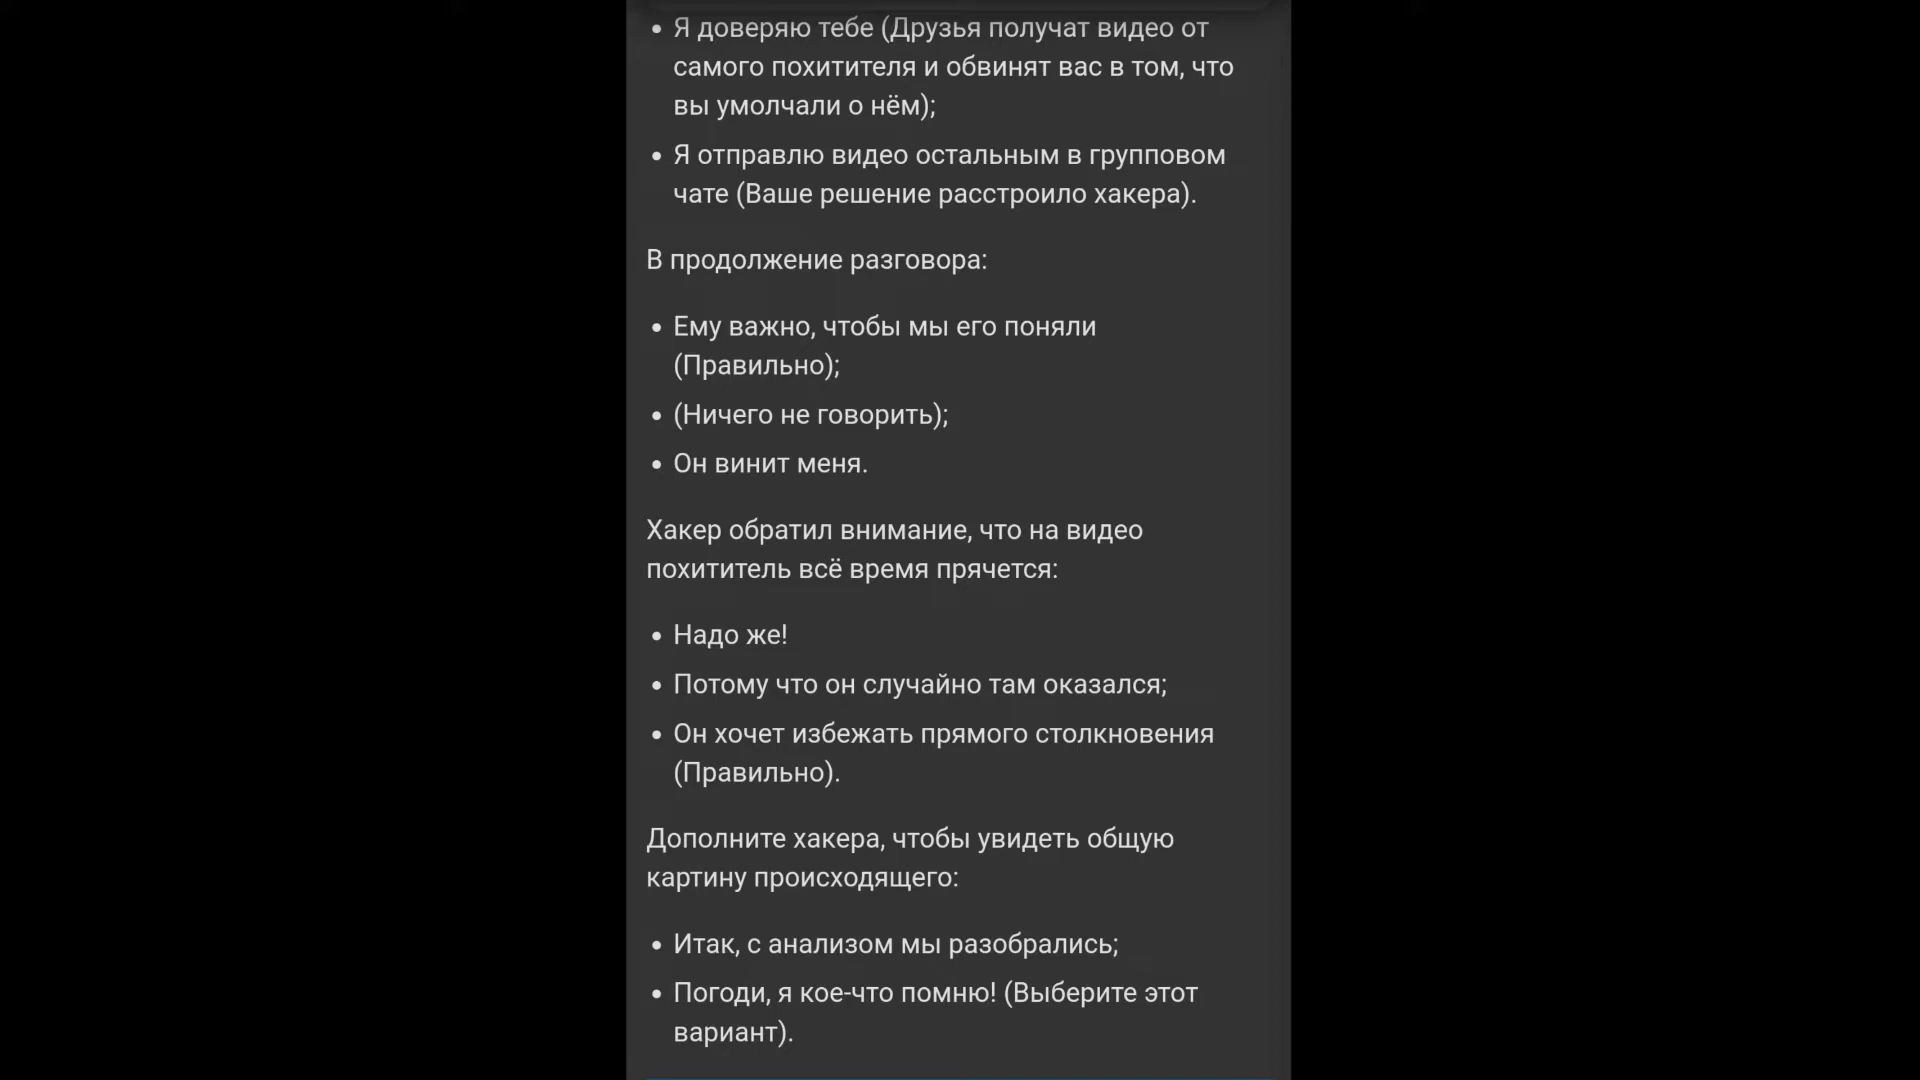 • Я доверяю тебе (Друзья получат видео от
самого похитителя и обвинят вас в том, что
вы умолчали о нём);
• Я отправлю видео остальным в групповом
чате (Ваше решение расстроило хакера).
В продолжение разговора:
• Ему важно, чтобы мы его поняли
(Правильно);
• (Ничего не говорить);
• Он винит меня.
Хакер обратил внимание, что на видео
похититель всё время прячется:
• Надо же!
• Потому что он случайно там оказался;
• Он хочет избежать прямого столкновения
(Правильно).
Дополните хакера, чтобы увидеть общую
картину происходящего:
• Итак, с анализом мы разобрались;
• Погоди, я кое-что помню! (Выберите этот
вариант).